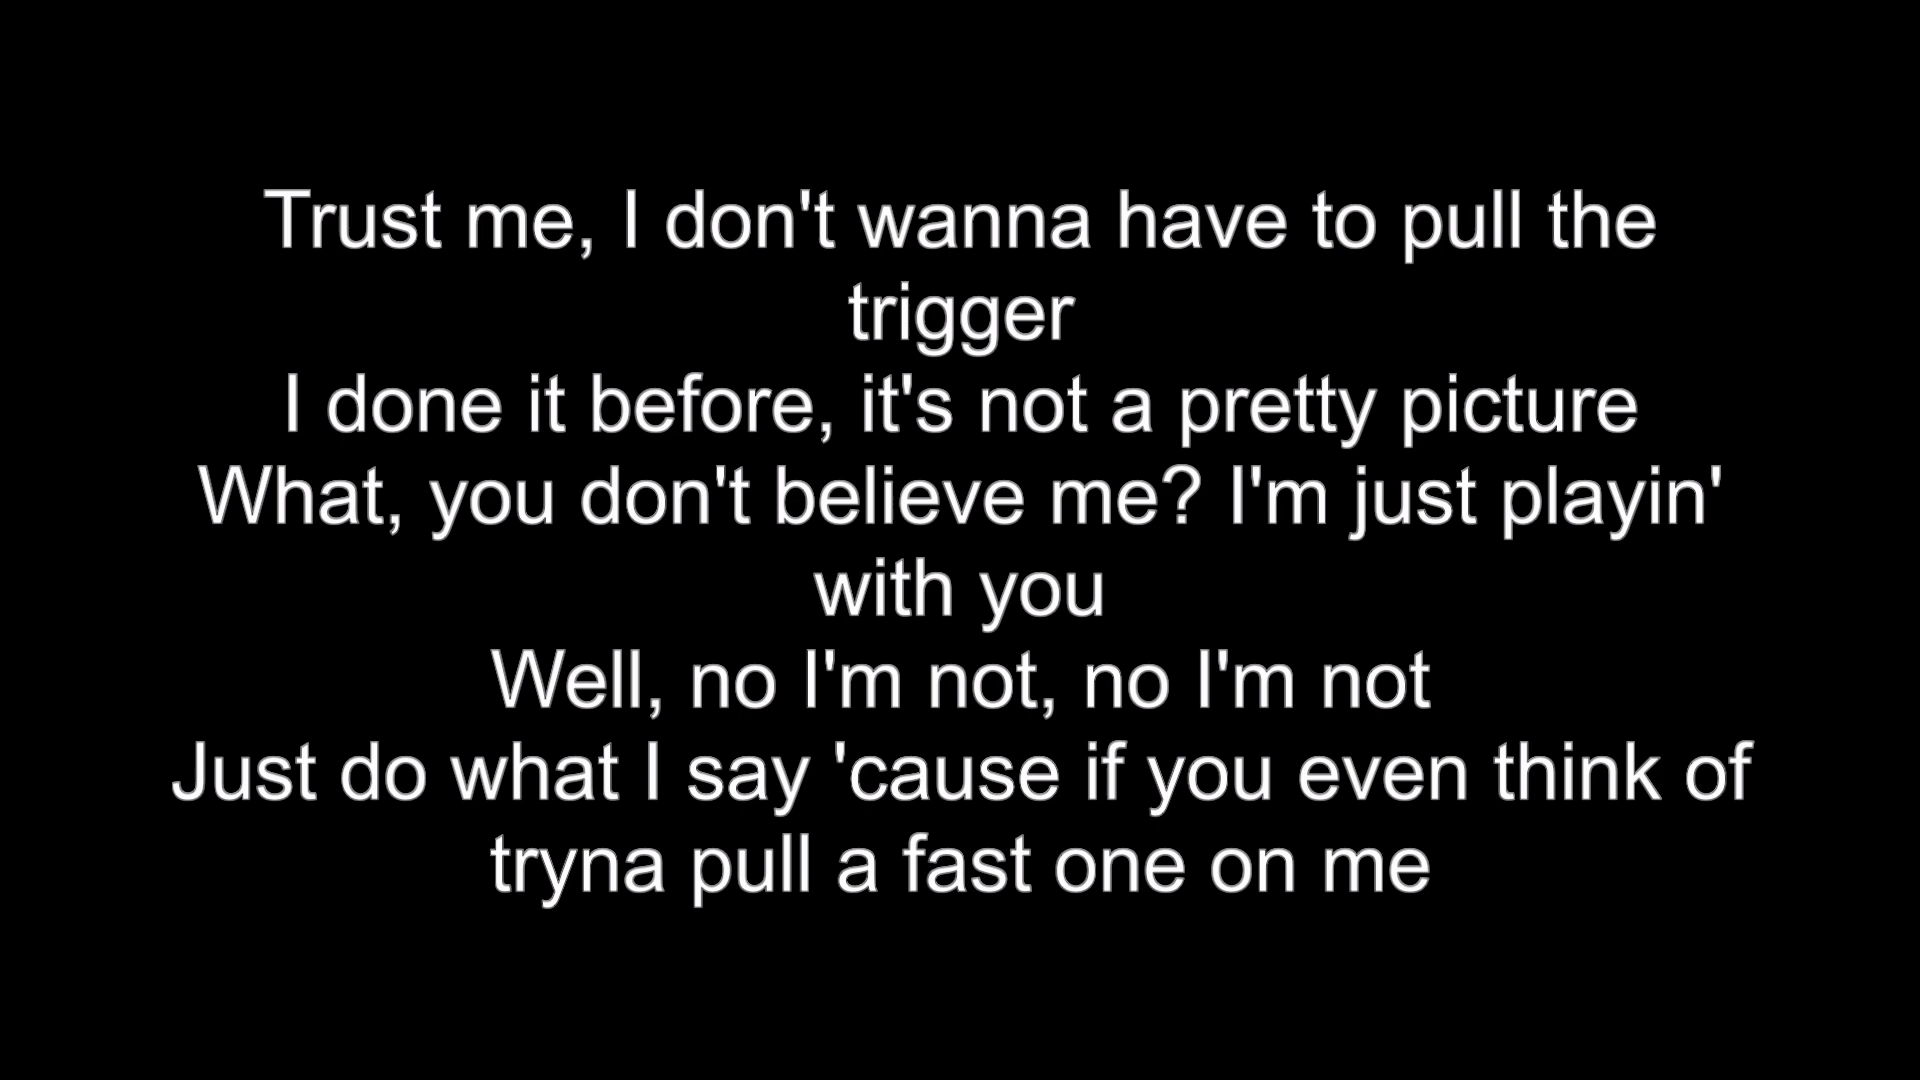 Trust me, I don't wanna have to pull the
trigger
I done it before, it's not a pretty picture
What, you don't believe me? I'm just playin'
with you
Well, no I'm not, no I'm not
Just do what I say 'cause if you even think of
tryna pull a fast one on me